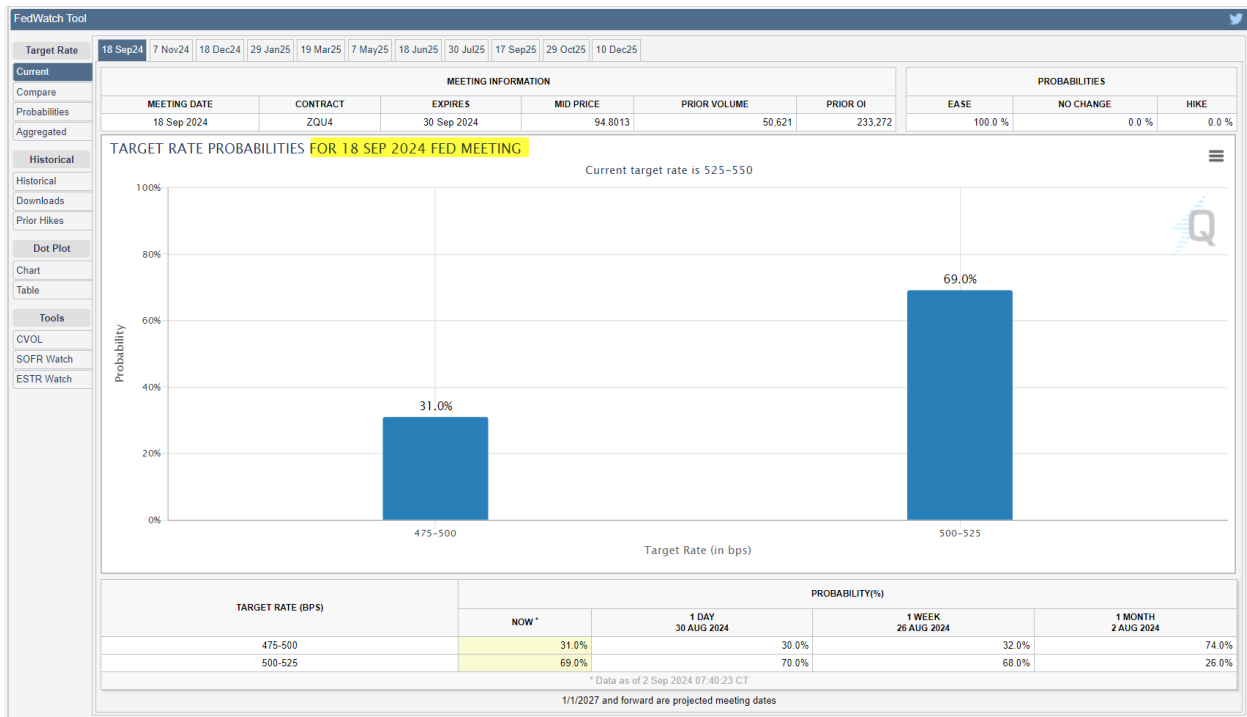 FedWatch Tool
Target Rate
Current
Compare
Probabilities
Aggregated
Historical
Historical
Downloads
Prior Hikes
Dot Plot
Chart
Table
Tools
CVOL
SOFR Watch
ESTR Watch
18 Sep24 7 Nov24 18 Dec24 29 Jan25 19 Mar25 7 May25 18 Jun25 30 Jul25 17 Sep25 29 Oct25 10 Dec25
MEETING INFORMATION
MEETING DATE CONTRACT EXPIRES MID PRICE PRIOR VOLUME PRIOR OI
18 Sep 2024 ZQU4 30 Sep 2024 94.8013 50,621 233,272
PROBABILITIES
EASE NO CHANGE HIKE
100.0 % 0.0 % 0.0 %
TARGET RATE PROBABILITIES FOR 18 SEP 2024 FED MEETING
Current target rate is 525-550
Q
Probability
100%
80%
60%
40%
20%
0%
31.0%
69.0%
475-500 500-525
Target Rate (in bps)
TARGET RATE (BPS) PROBABILITY(%)
NOW * 1 DAY 1 WEEK 1 MONTH
30 AUG 2024 26 AUG 2024 2 AUG 2024
475-500 31.0% 30.0% 32.0% 74.0%
500-525 69.0% 70.0% 68.0% 26.0%
* Data as of 2 Sep 2024 07:40:23 CT
1/1/2027 and forward are projected meeting dates